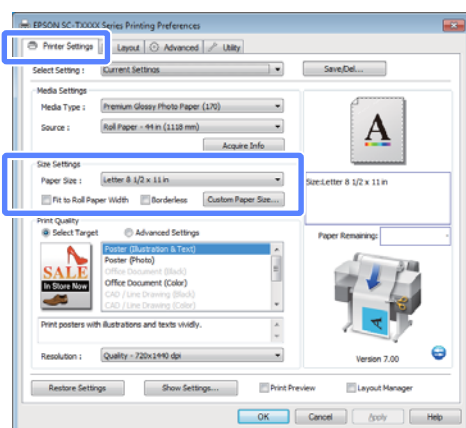 EPSON SC-TXXXX Series Printing Preferences
Printer Settings Layout Advanced Utility
Select Setting : Current Settings Save/Del...
Media Settings
Media Type : Premium Glossy Photo Paper (170)
Source : Roll Paper - 44 in (1118 mm)
Acquire Info
A
Size Settings
Paper Size : Letter 8 1/2 x 11 in
Size:Letter 8 1/2 x 11 in
Fit to Roll Paper Width Borderless Custom Paper Size...
Print Quality
Select Target Advanced Settings
Paper Remaining:
SALE
In Store Now
Poster (Illustration & Text)
Poster (Photo)
Office Document (Black)
Office Document (Color)
CAD / Line Drawing (Black)
CAD / Line Drawing (Color)
Print posters with illustrations and texts vividly.
Resolution : Quality - 720x1440 dpi
Version 7.00
Restore Settings Show Settings... Print Preview Layout Manager
OK Cancel Apply Help